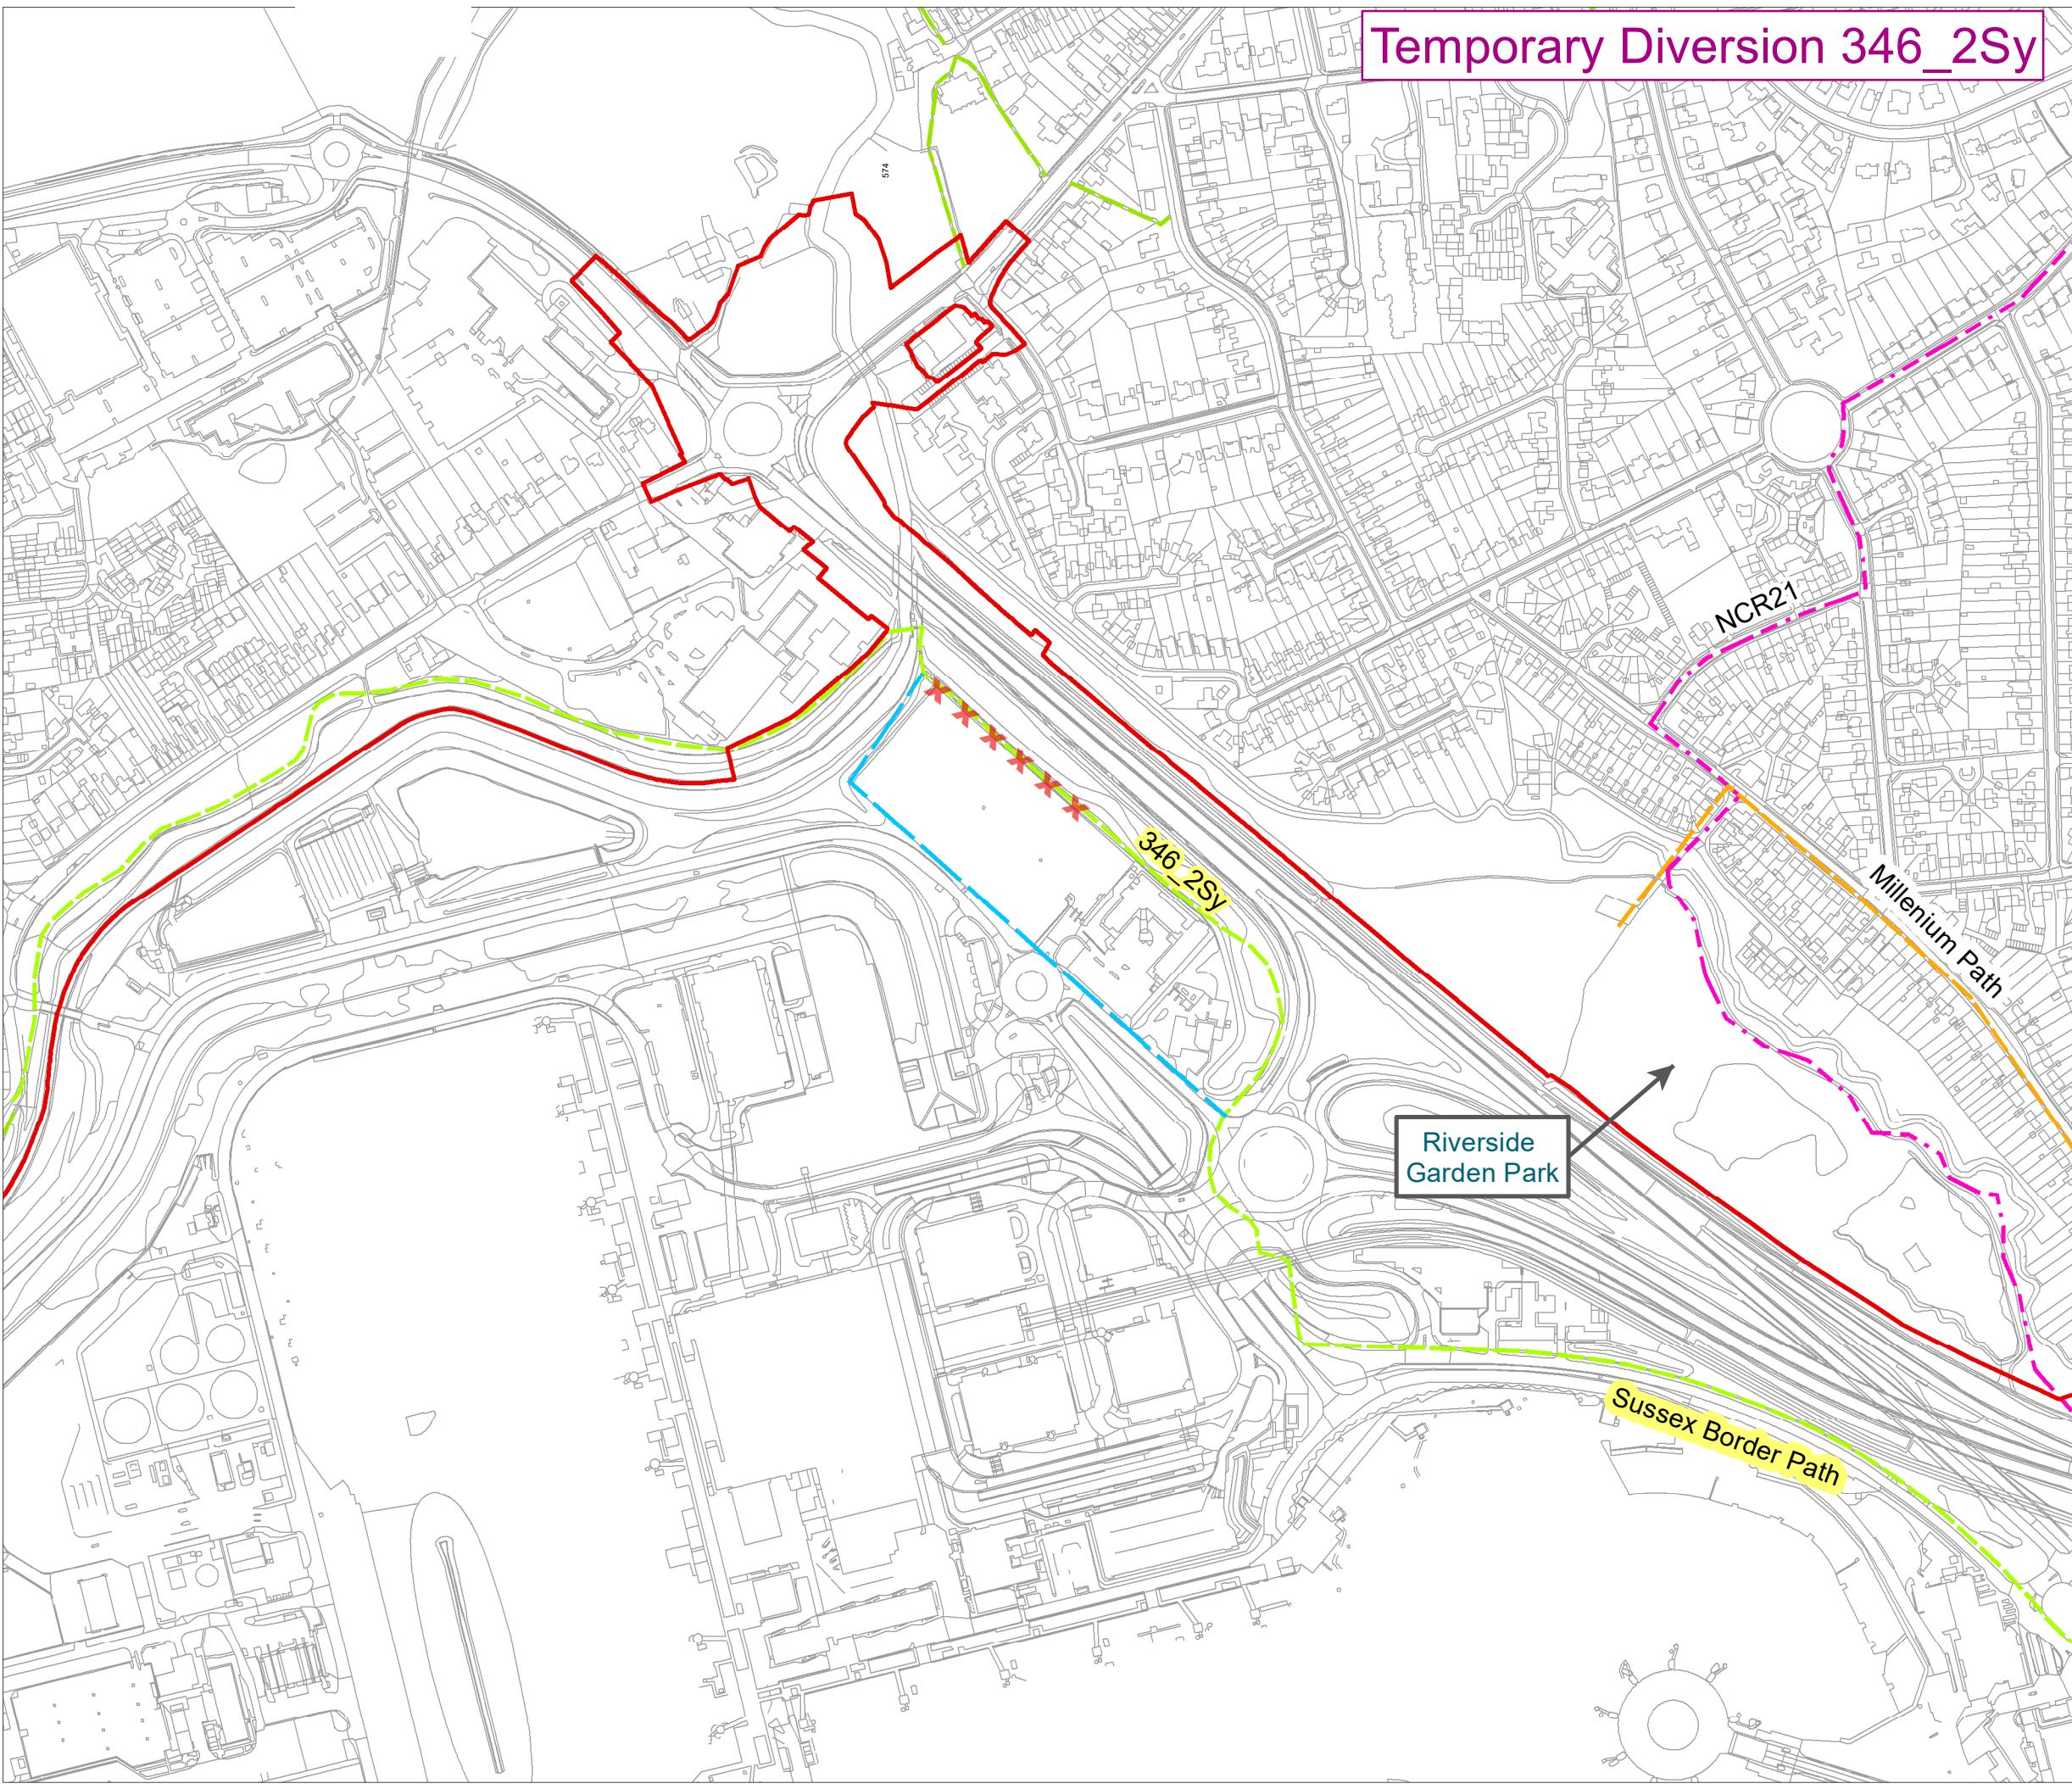 Temporary Diversion 346_2Sy
574
NCR21
346_2Sy
Millenium Path
Riverside
Garden Park
Sussex Border Path